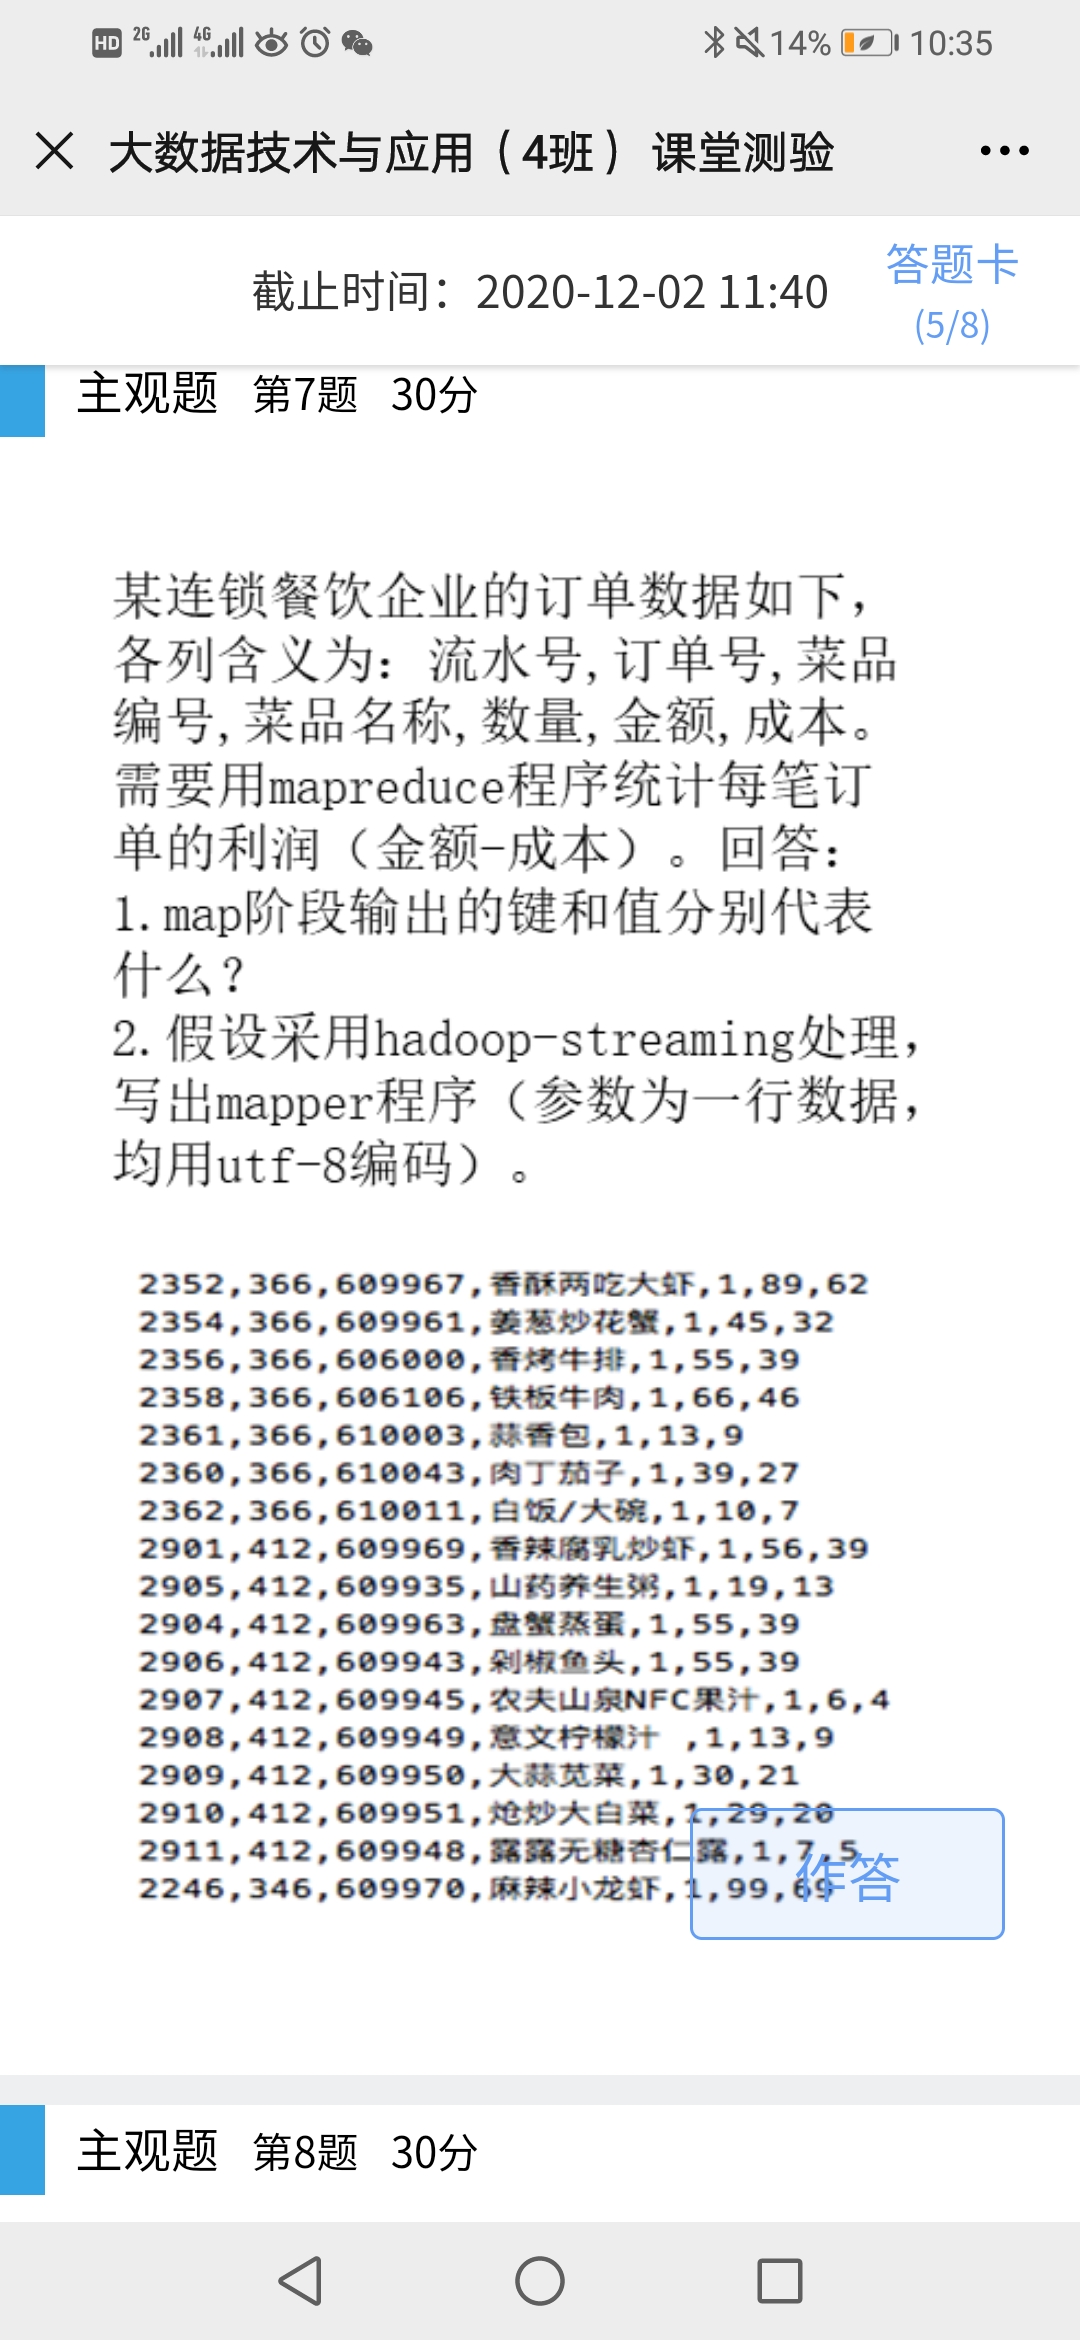 HD 2G 4G 14% 10:35
大数据技术与应用（4班） 课堂测验
截止时间：2020-12-02 11:40
答题卡
(5/8)
主观题 第7题 30分
某连锁餐饮企业的订单数据如下，
各列含义为：流水号,订单号,菜品
编号,菜品名称,数量,金额,成本。
需要用mapreduce程序统计每笔订
单的利润（金额-成本）。回答：
1.map阶段输出的键和值分别代表
什么？
2.假设采用hadoop-streaming处理，
写出mapper程序（参数为一行数据，
均用utf-8编码）。
2352,366,609967,香酥两吃大虾,1,89,62
2354,366,609961,姜葱炒花蟹,1,45,32
2356,366,606000,香烤牛排,1,55,39
2358,366,606106,铁板牛肉,1,66,46
2361,366,610003,蒜香包,1,13,9
2360,366,610043,肉丁茄子,1,39,27
2362,366,610011,白饭/大碗,1,10,7
2901,412,609969,香辣腐乳炒虾,1,56,39
2905,412,609935,山药养生粥,1,19,13
2904,412,609963,盘蟹蒸蛋,1,55,39
2906,412,609943,剁椒鱼头,1,55,39
2907,412,609945,农夫山泉NFC果汁,1,6,4
2908,412,609949,意文柠檬汁 ,1,13,9
2909,412,609950,大蒜苋菜,1,30,21
2910,412,609951,炝炒大白菜,1,29,20
2911,412,609948,露露无糖杏仁露,1,7,5
2246,346,609970,麻辣小龙虾,1,99,69
作答
主观题 第8题 30分